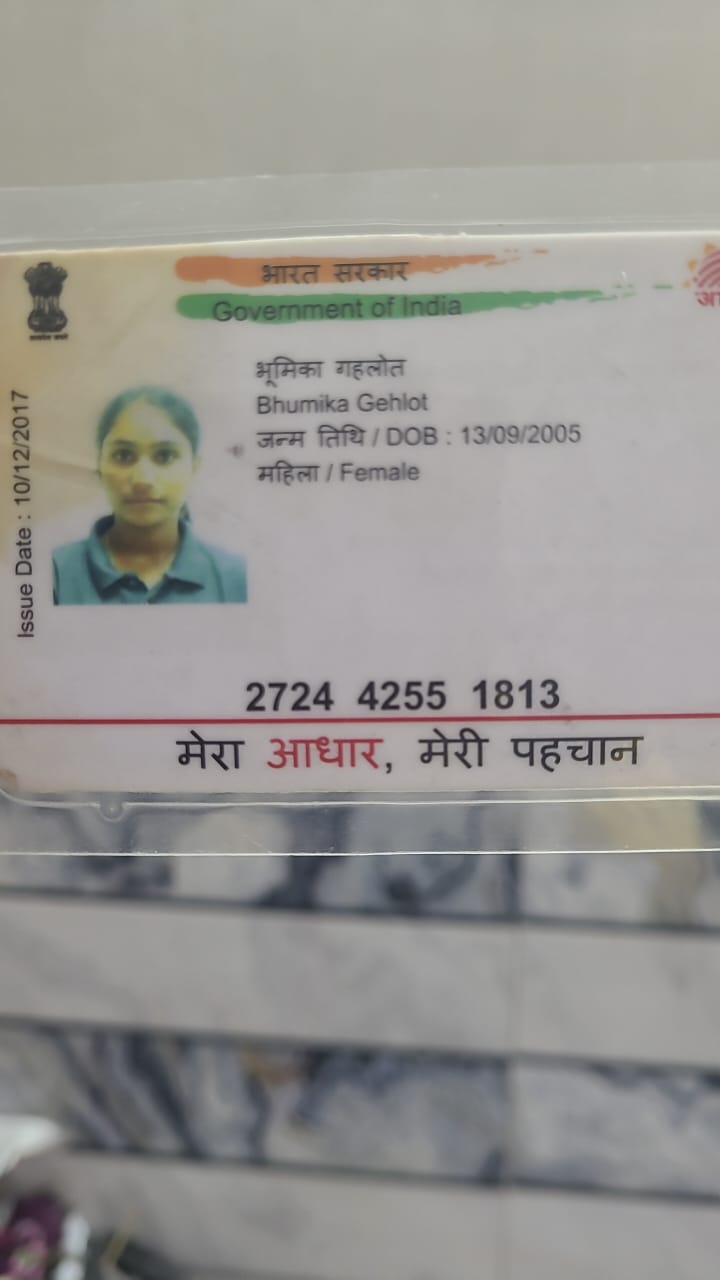 भारत सरकार
Government of India
भूमिका गहलोत
Bhumika Gehlot
जन्म तिथि / DOB : 13/09/2005
महिला / Female
Issue Date : 10/12/2017
2724 4255 1813
मेरा आधार, मेरी पहचान